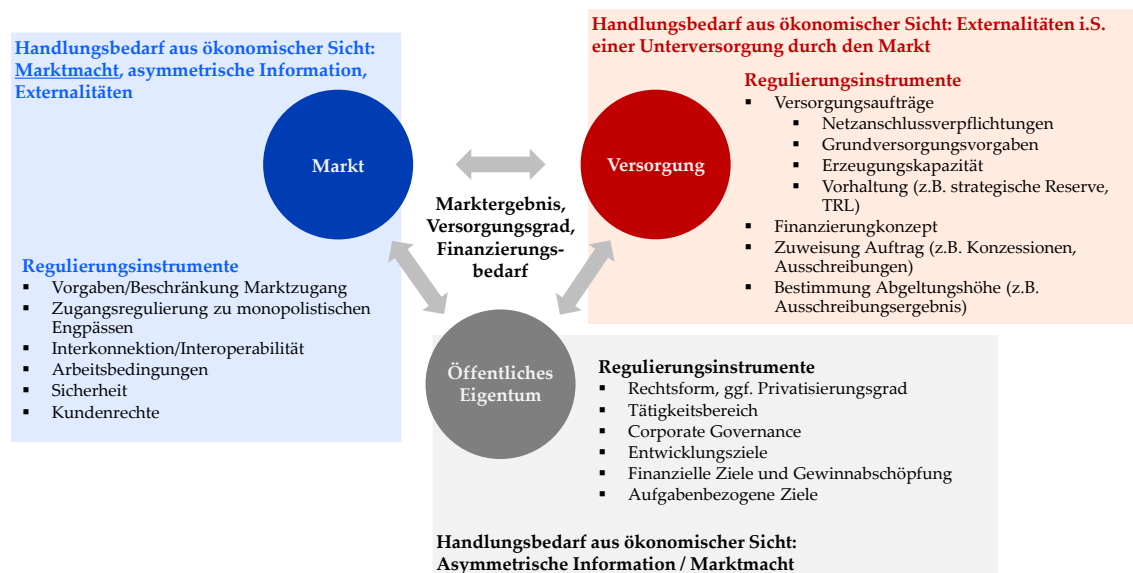 Handlungsbedarf aus ökonomischer Sicht:
Marktmacht, asymmetrische Information,
Externalitäten
Markt
Regulierungsinstrumente
▪ Vorgaben/Beschränkung Marktzugang
▪ Zugangsregulierung zu monopolistischen
Engpässen
▪ Interkonnektion/Interoperabilität
▪ Arbeitsbedingungen
▪ Sicherheit
▪ Kundenrechte
Marktergebnis,
Versorgungsgrad,
Finanzierungs-
bedarf
Handlungsbedarf aus ökonomischer Sicht: Externalitäten i.S.
einer Unterversorgung durch den Markt
Versorgung
Regulierungsinstrumente
▪ Versorgungsaufträge
▪ Netzanschlussverpflichtungen
▪ Grundversorgungsvorgaben
▪ Erzeugungskapazität
▪ Vorhaltung (z.B. strategische Reserve,
TRL)
▪ Finanzierungkonzept
▪ Zuweisung Auftrag (z.B. Konzessionen,
Ausschreibungen)
▪ Bestimmung Abgeltungshöhe (z.B.
Ausschreibungsergebnis)
Öffentliches
Eigentum
Regulierungsinstrumente
▪ Rechtsform, ggf. Privatisierungsgrad
▪ Tätigkeitsbereich
▪ Corporate Governance
▪ Entwicklungsziele
▪ Finanzielle Ziele und Gewinnabschöpfung
▪ Aufgabenbezogene Ziele
Handlungsbedarf aus ökonomischer Sicht:
Asymmetrische Information / Marktmacht